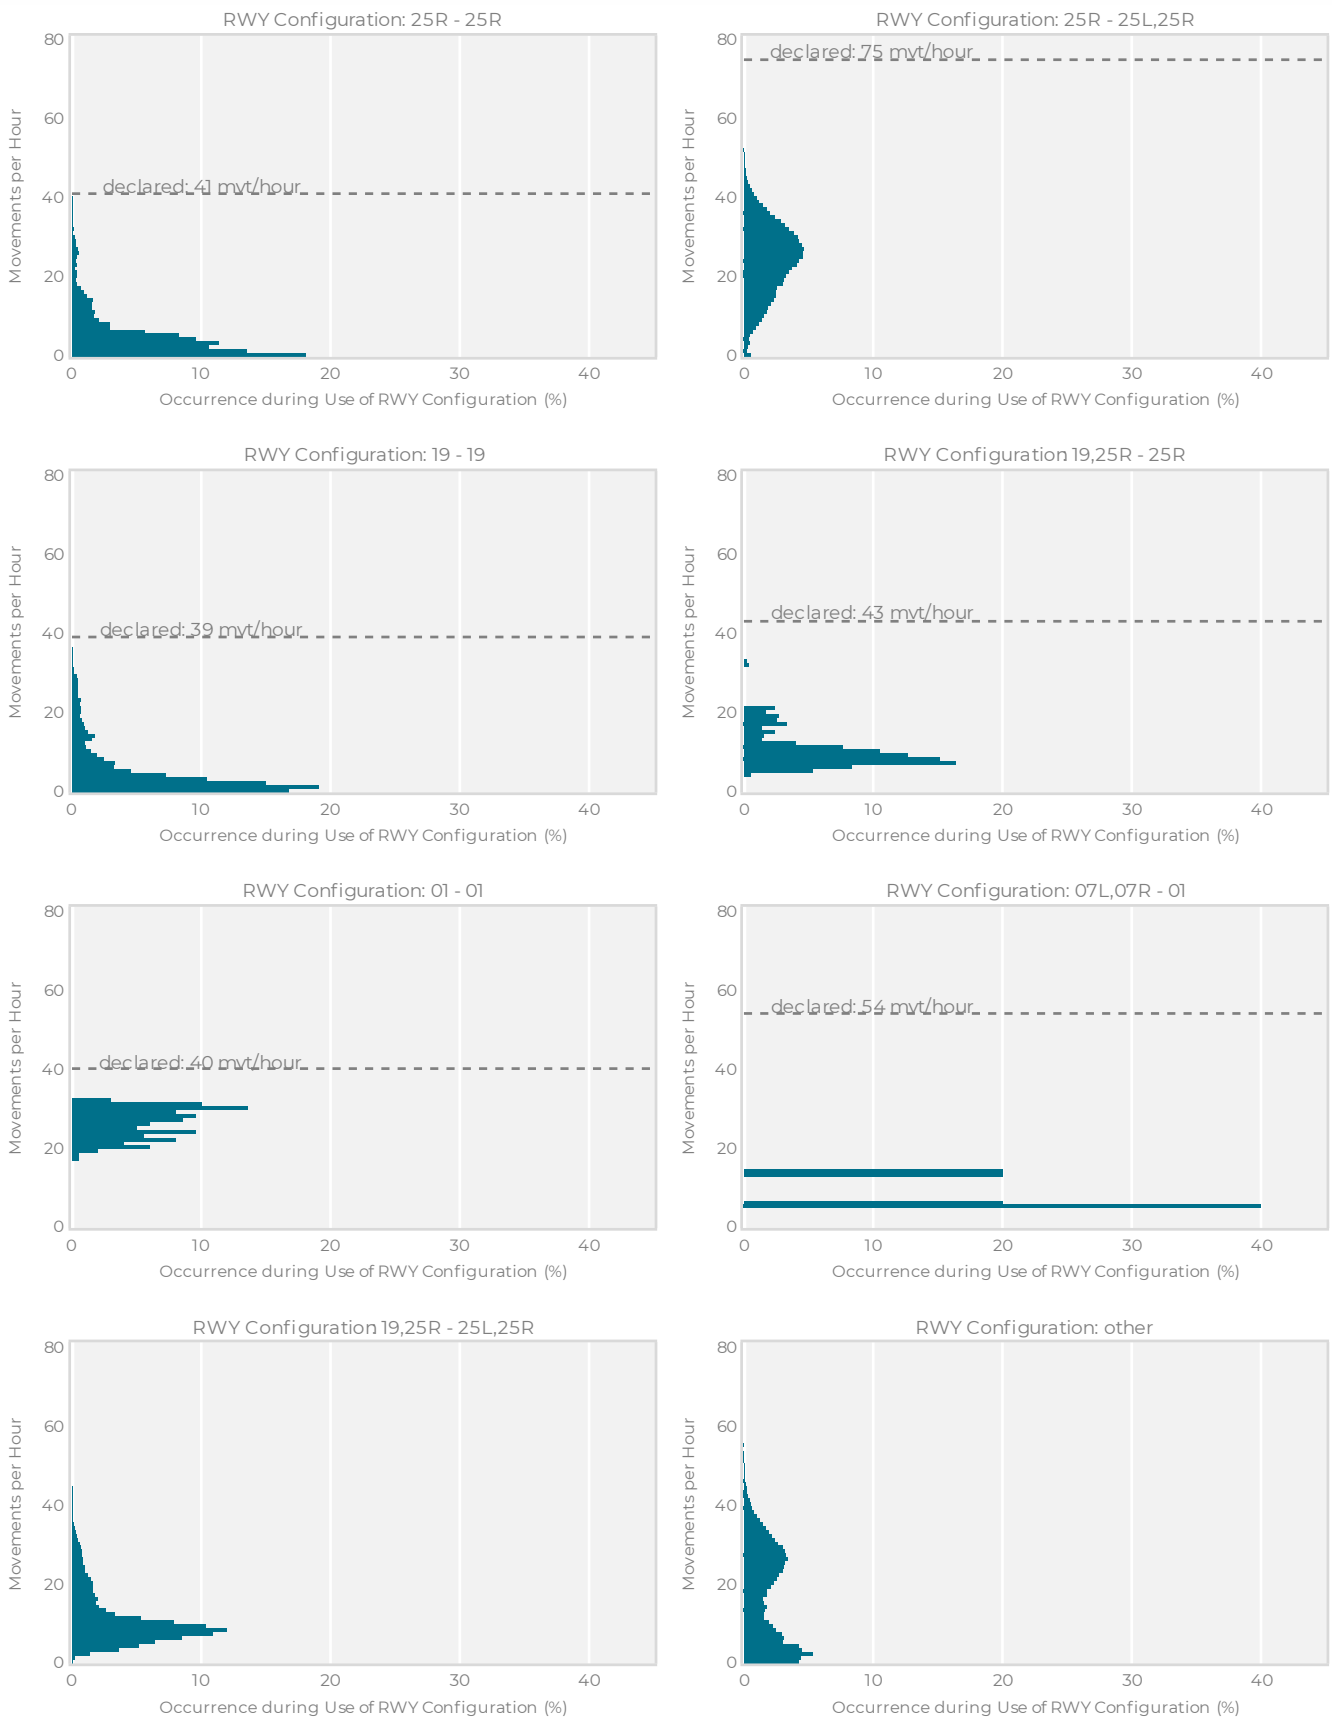 RWY Configuration: 25R - 25R
80
60
40
20
0
declared: 41 mvt/hour
Movements per Hour
0 10 20 30 40
Occurrence during Use of RWY Configuration (%)
RWY Configuration: 25R - 25L,25R
80
60
40
20
0
declared: 75 mvt/hour
Movements per Hour
0 10 20 30 40
Occurrence during Use of RWY Configuration (%)
RWY Configuration: 19 - 19
80
60
40
20
0
declared: 39 mvt/hour
Movements per Hour
0 10 20 30 40
Occurrence during Use of RWY Configuration (%)
RWY Configuration: 19,25R - 25R
80
60
40
20
0
declared: 43 mvt/hour
Movements per Hour
0 10 20 30 40
Occurrence during Use of RWY Configuration (%)
RWY Configuration: 01 - 01
80
60
40
20
0
declared: 40 mvt/hour
Movements per Hour
0 10 20 30 40
Occurrence during Use of RWY Configuration (%)
RWY Configuration: 07L,07R - 01
80
60
40
20
0
declared: 54 mvt/hour
Movements per Hour
0 10 20 30 40
Occurrence during Use of RWY Configuration (%)
RWY Configuration: 19,25R - 25L,25R
80
60
40
20
0
Movements per Hour
0 10 20 30 40
Occurrence during Use of RWY Configuration (%)
RWY Configuration: other
80
60
40
20
0
Movements per Hour
0 10 20 30 40
Occurrence during Use of RWY Configuration (%)